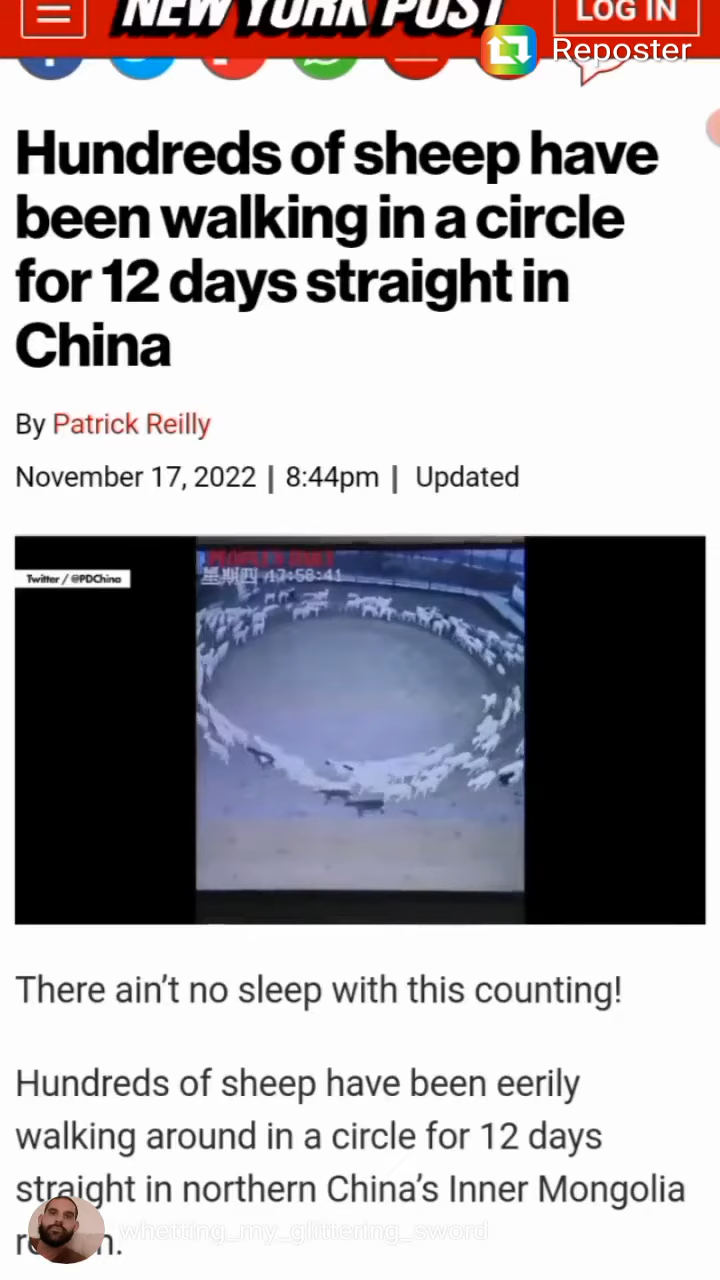 NEW YORK POST
LOG IN
Reposter
Hundreds of sheep have
been walking in a circle
for 12 days straight in
China
By Patrick Reilly
November 17, 2022 | 8:44pm | Updated
Twitter / @PDChina
PEOPLE'S DAILY
星期四 17:58:41
There ain't no sleep with this counting!
Hundreds of sheep have been eerily
walking around in a circle for 12 days
straight in northern China's Inner Mongolia
whetting_my_glittering_sword